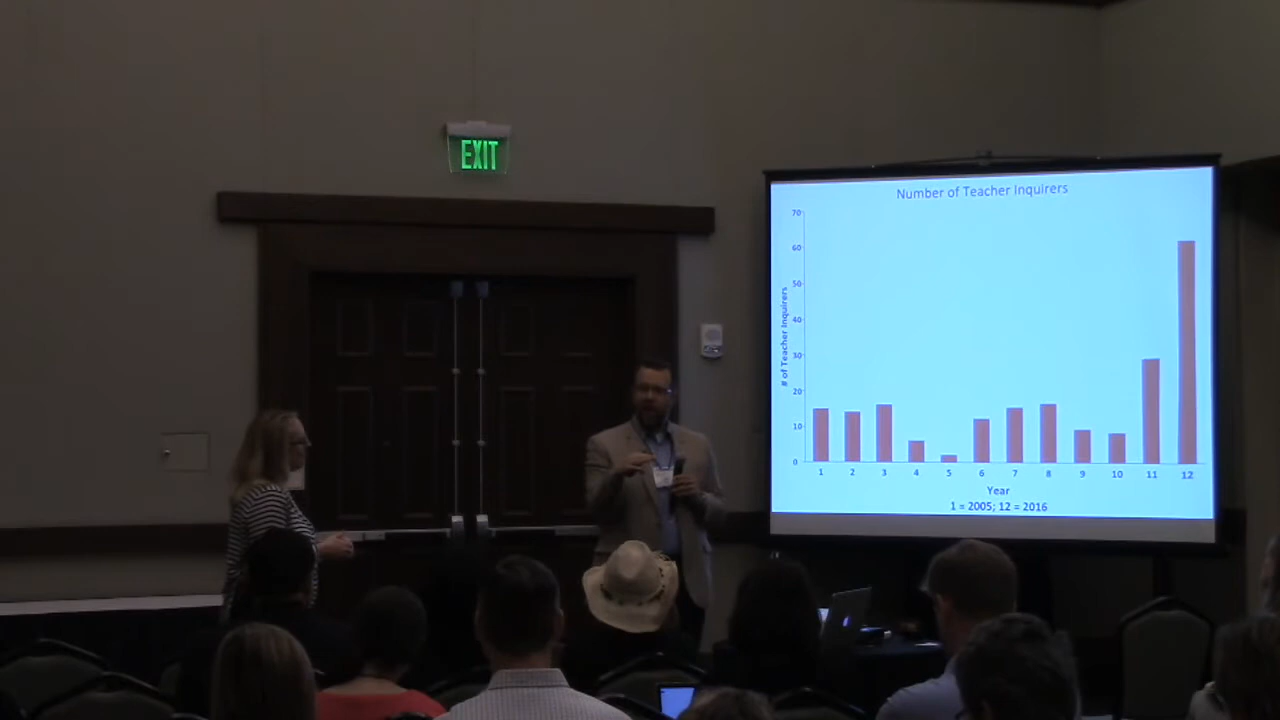 EXIT
Number of Teacher Inquirers
# of Teacher Inquirers
70
60
50
40
30
20
10
0
1 2 3 4 5 6 7 8 9 10 11 12
Year
1 = 2005; 12 = 2016